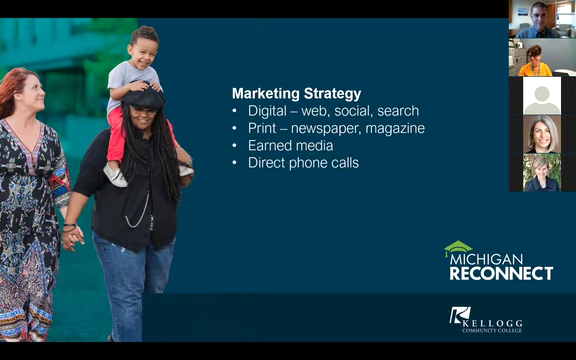 Marketing Strategy
• Digital – web, social, search
• Print – newspaper, magazine
• Earned media
• Direct phone calls
MICHIGAN
RECONNECT
KELLOGG
COMMUNITY COLLEGE